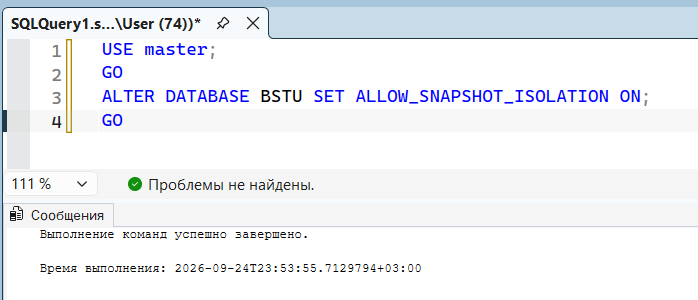 SQLQuery1.s...\User (74))*
1 USE master;
2 GO
3 ALTER DATABASE BSTU SET ALLOW_SNAPSHOT_ISOLATION ON;
4 GO
111 % Проблемы не найдены.
Сообщения
Выполнение команд успешно завершено.
Время выполнения: 2026-09-24T23:53:55.7129794+03:00